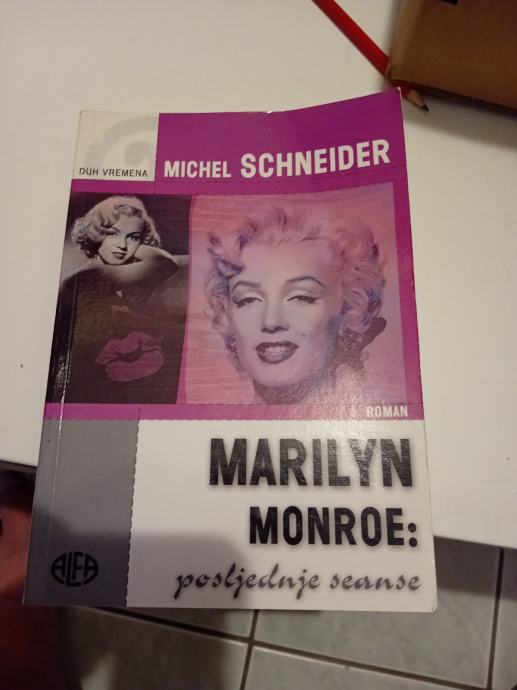 DUH VREMENA
MICHEL SCHNEIDER
ROMAN
MARILYN
MONROE:
posljednje seanse
ALFA